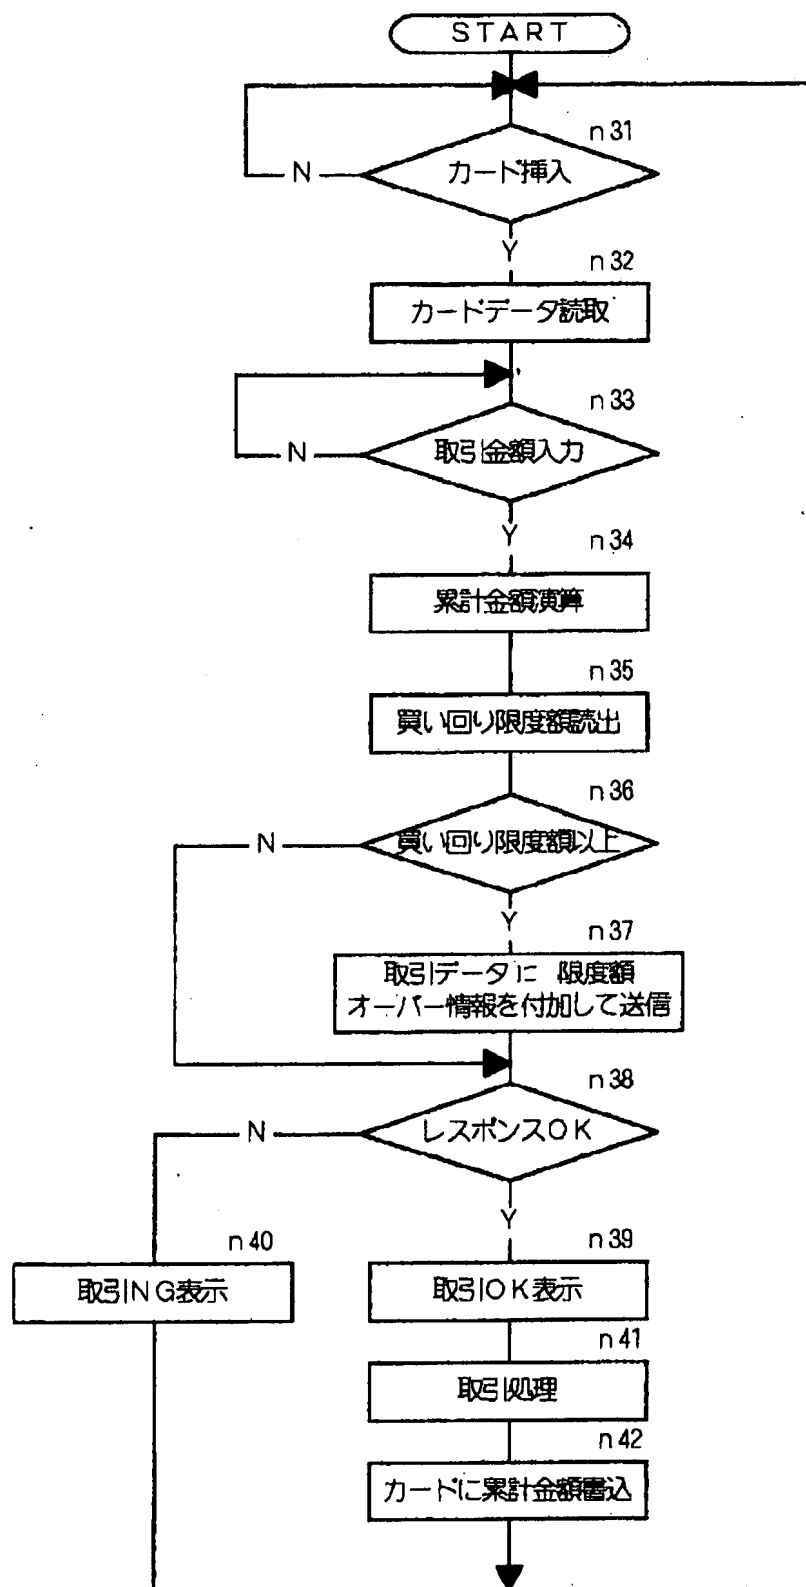 START
n31
カード挿入
N
Y
n32
カードデータ読取
n33
取引金額入力
N
Y
n34
累計金額演算
n35
買い回り限度額読出
n36
買い回り限度額以上
N
Y
n37
取引データに 限度額
オーバー情報を付加して送信
n38
レスポンスOK
N
Y
n40
取引NG表示
n39
取引OK表示
n41
取引処理
n42
カードに累計金額書込